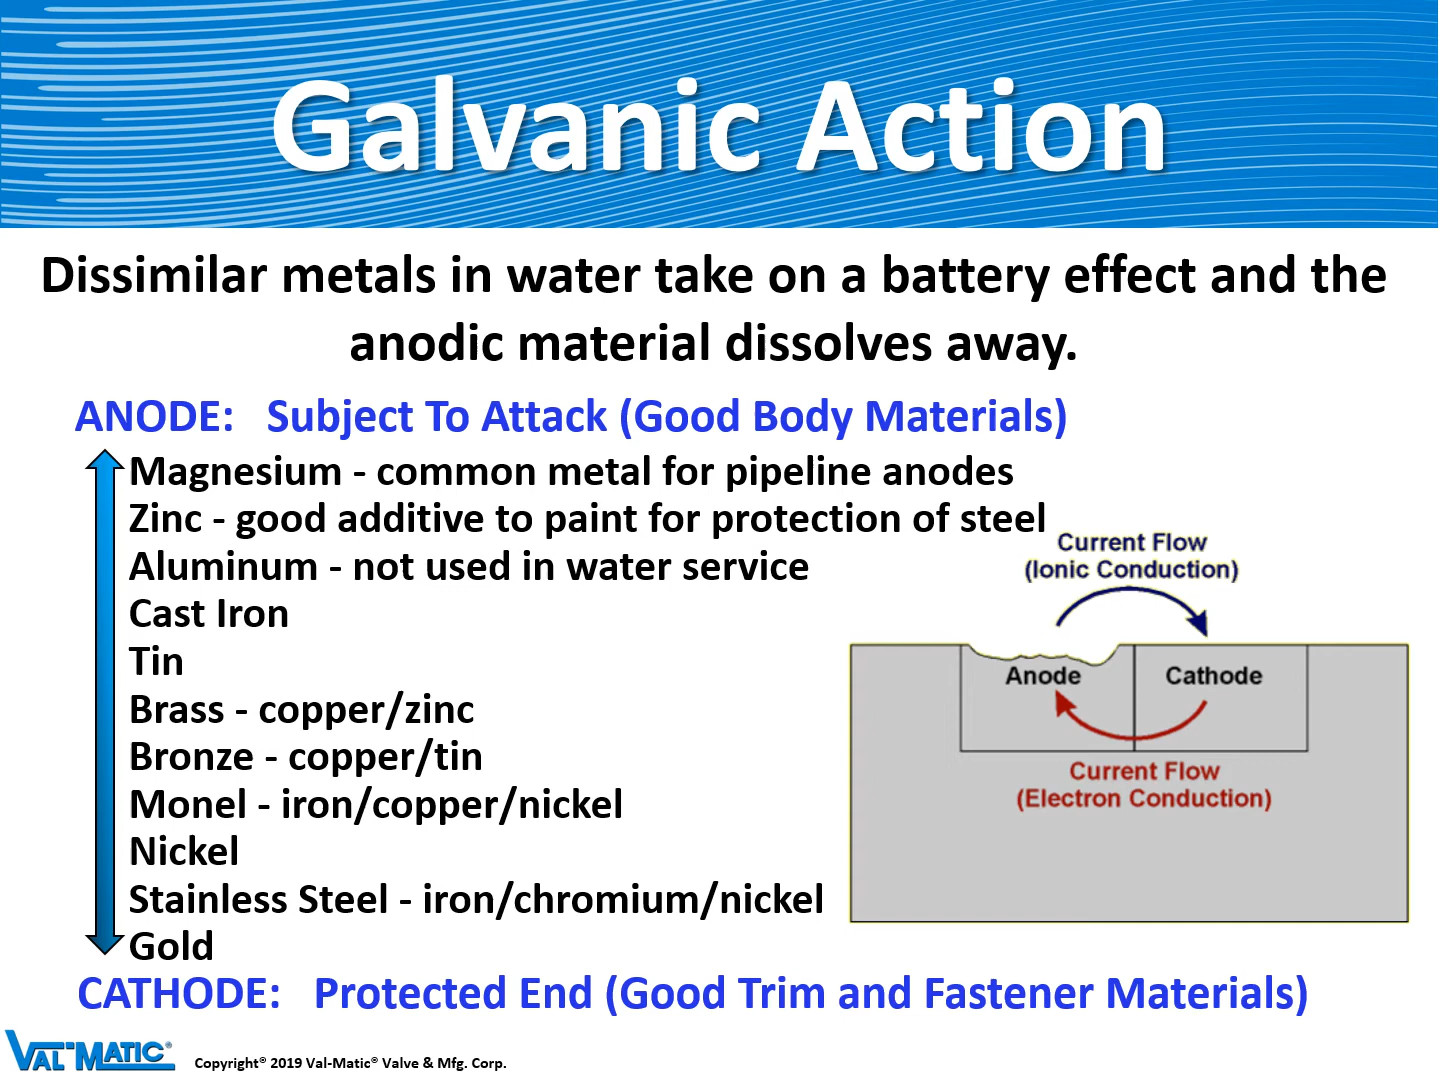 Galvanic Action
Dissimilar metals in water take on a battery effect and the
anodic material dissolves away.
ANODE: Subject To Attack (Good Body Materials)
Magnesium - common metal for pipeline anodes
Zinc - good additive to paint for protection of steel
Aluminum - not used in water service
Cast Iron
Tin
Brass - copper/zinc
Bronze - copper/tin
Monel - iron/copper/nickel
Nickel
Stainless Steel - iron/chromium/nickel
Gold
CATHODE: Protected End (Good Trim and Fastener Materials)
Current Flow
(Ionic Conduction)
Anode
Cathode
Current Flow
(Electron Conduction)
VAL-MATIC®
Copyright® 2019 Val-Matic® Valve & Mfg. Corp.